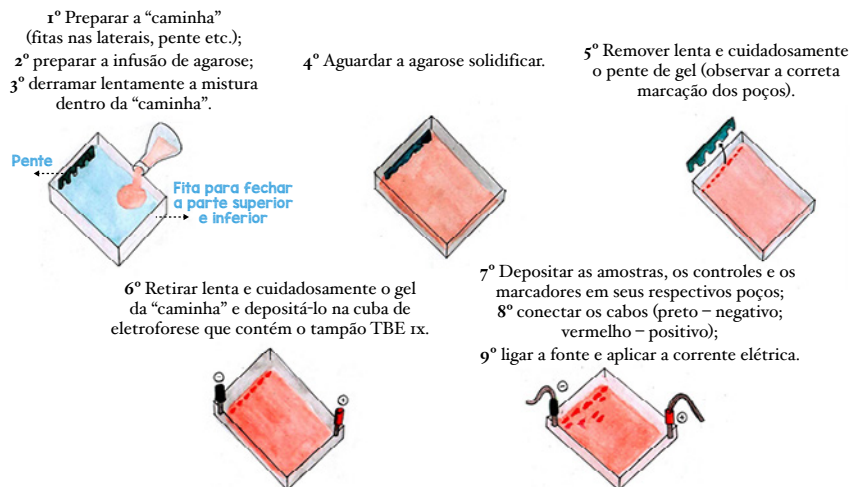 1º Preparar a “caminha”
(fitas nas laterais, pente etc.);
2º preparar a infusão de agarose;
3º derramar lentamente a mistura
dentro da “caminha”.
4º Aguardar a agarose solidificar.
5º Remover lenta e cuidadosamente
o pente de gel (observar a correta
marcação dos poços).
Pente
Fita para fechar
a parte superior
e inferior
6º Retirar lenta e cuidadosamente o gel
da “caminha” e depositá-lo na cuba de
eletroforese que contém o tampão TBE 1x.
7º Depositar as amostras, os controles e os
marcadores em seus respectivos poços;
8º conectar os cabos (preto – negativo;
vermelho – positivo);
9º ligar a fonte e aplicar a corrente elétrica.